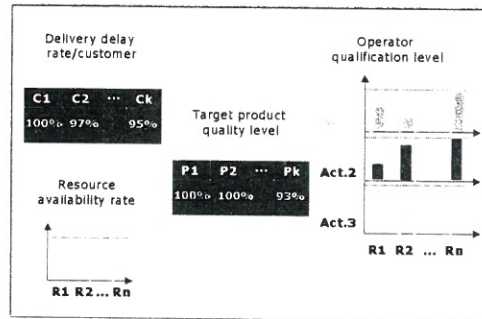 Delivery delay
rate/customer
C1 C2 ... Ck
100% 97% 95%
Target product
quality level
P1 P2 ... Pk
100% 100% 93%
Resource
availability rate
R1 R2 ... Rn
Operator
qualification level
Act.2
Act.3
R1 R2 ... Rn